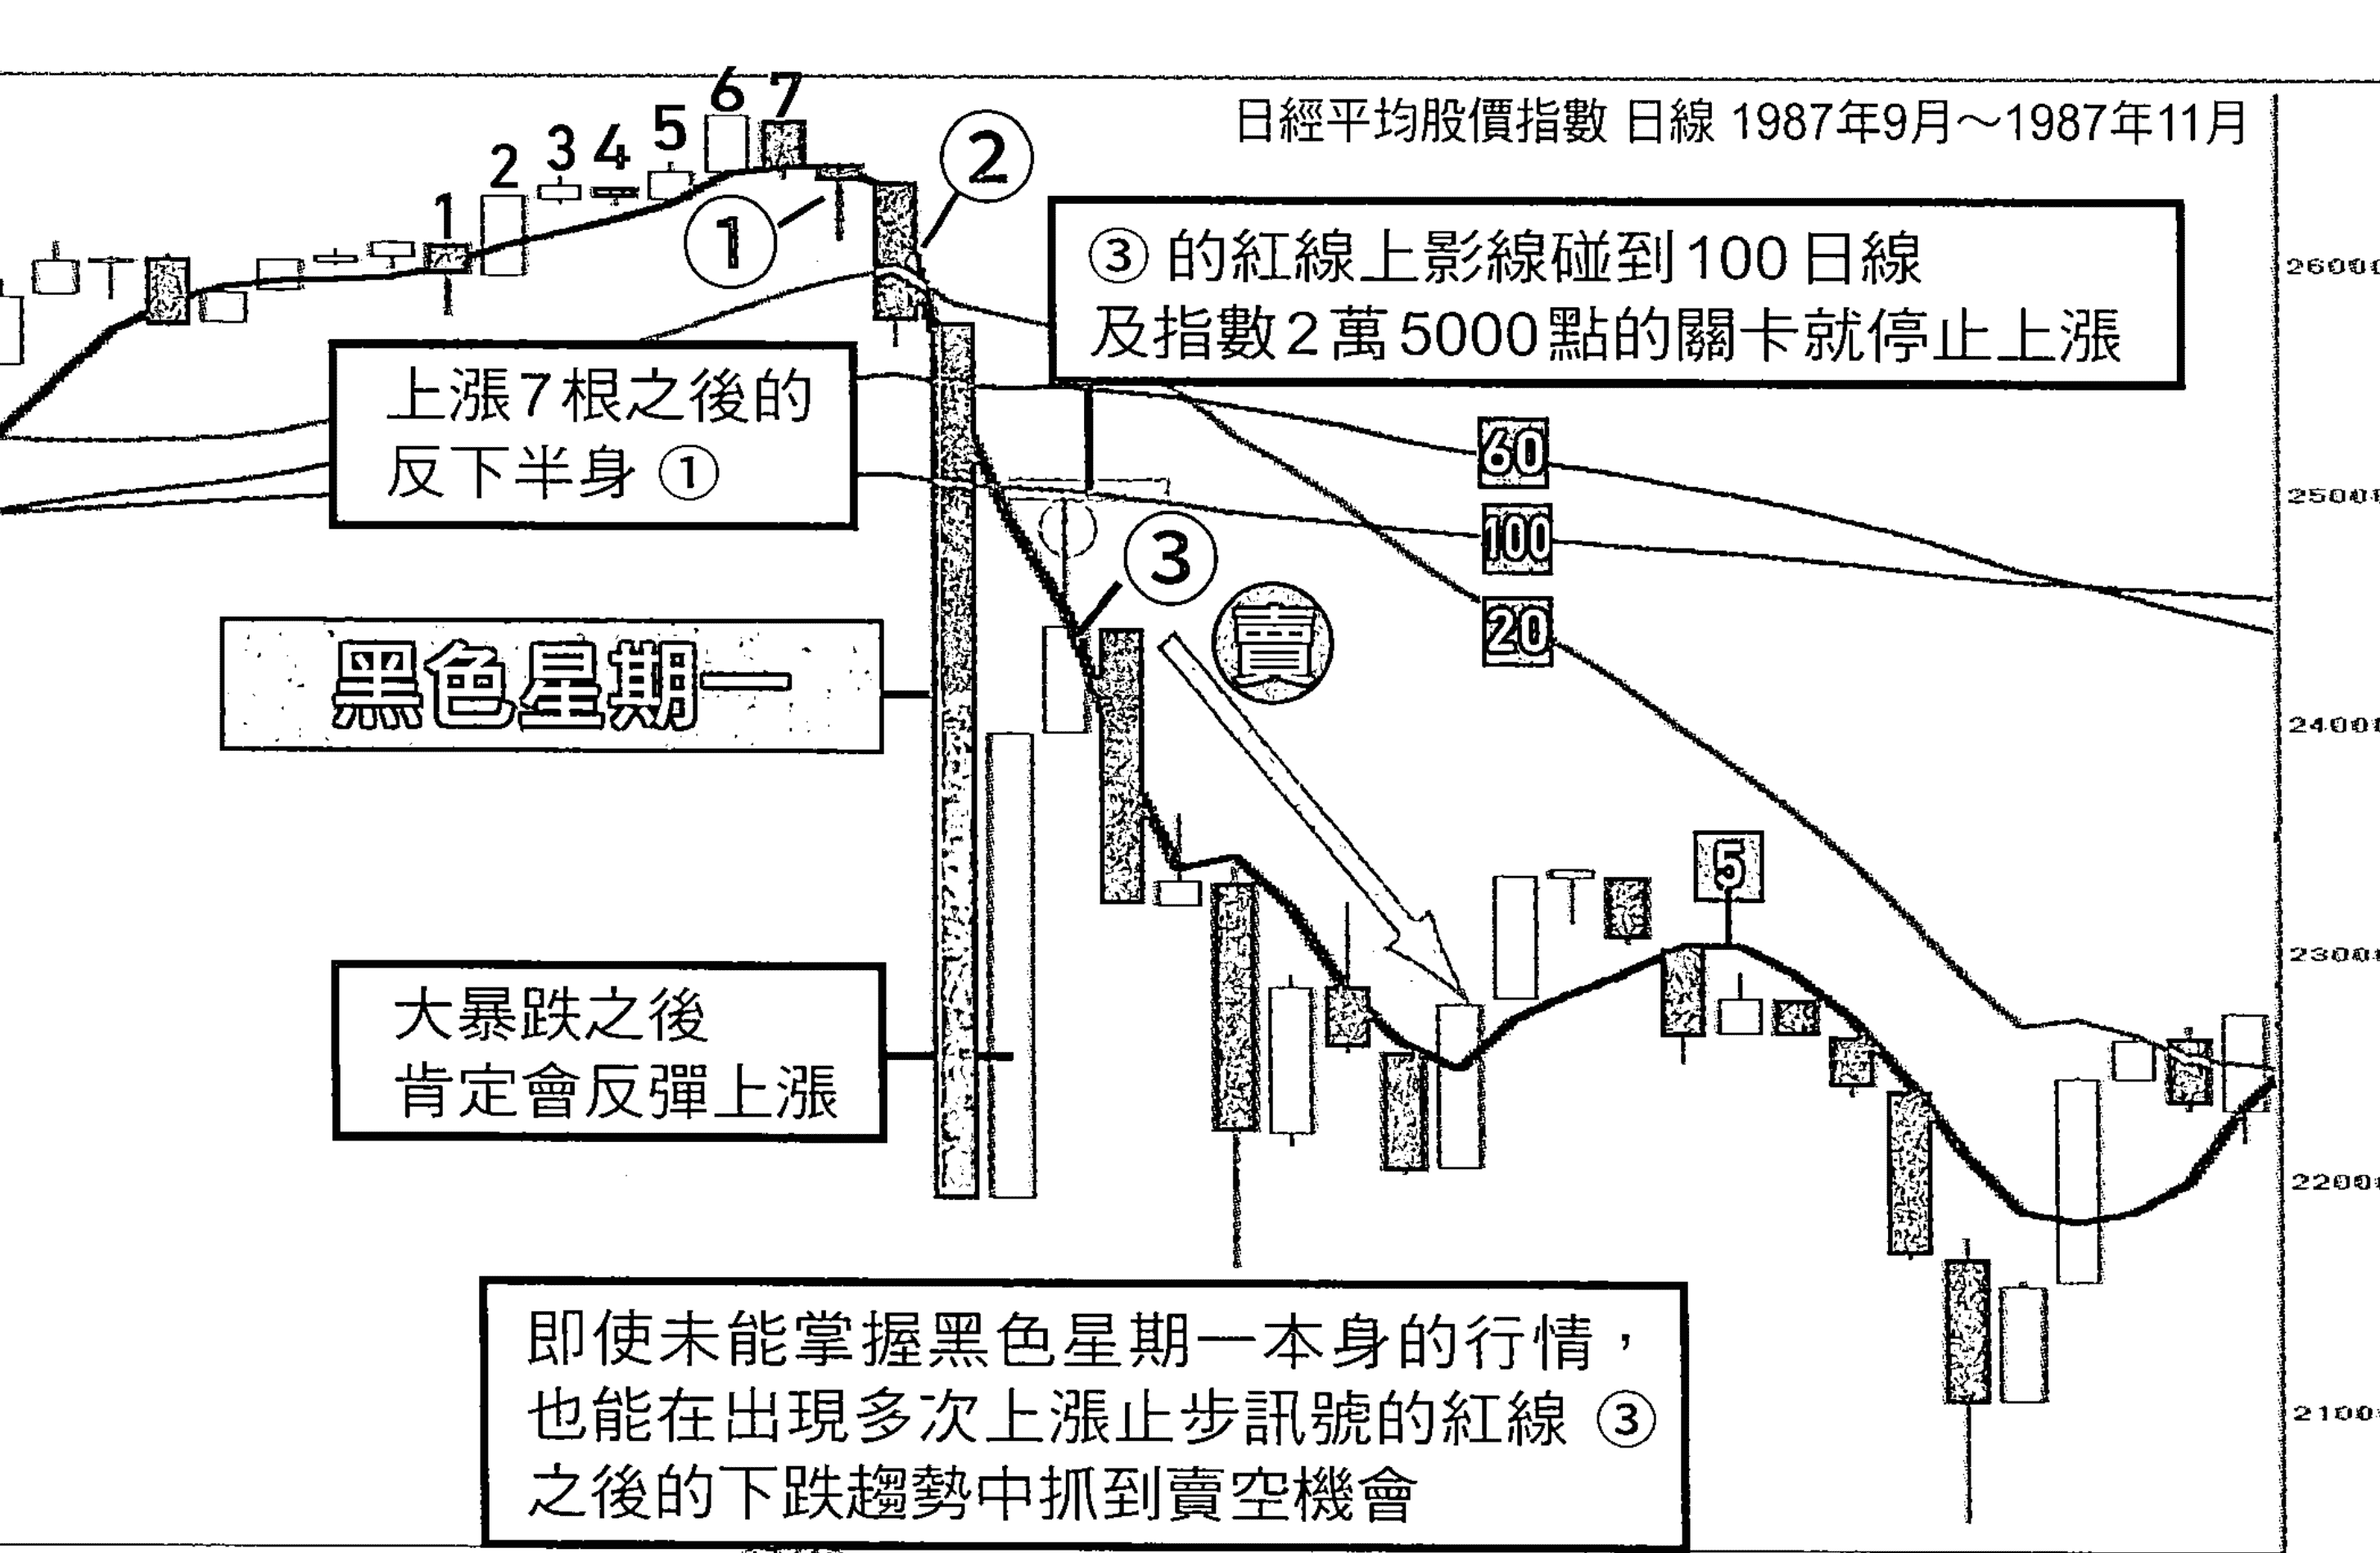 日經平均股價指數 日線 1987年9月～1987年11月
1
2
3
4
5
6
7
①
②
③ 的紅線上影線碰到100日線
及指數2萬5000點的關卡就停止上漲
上漲7根之後的
反下半身 ①
③
賣
60
100
20
5
黑色星期一
大暴跌之後
肯定會反彈上漲
即使未能掌握黑色星期一本身的行情，
也能在出現多次上漲止步訊號的紅線 ③
之後的下跌趨勢中抓到賣空機會